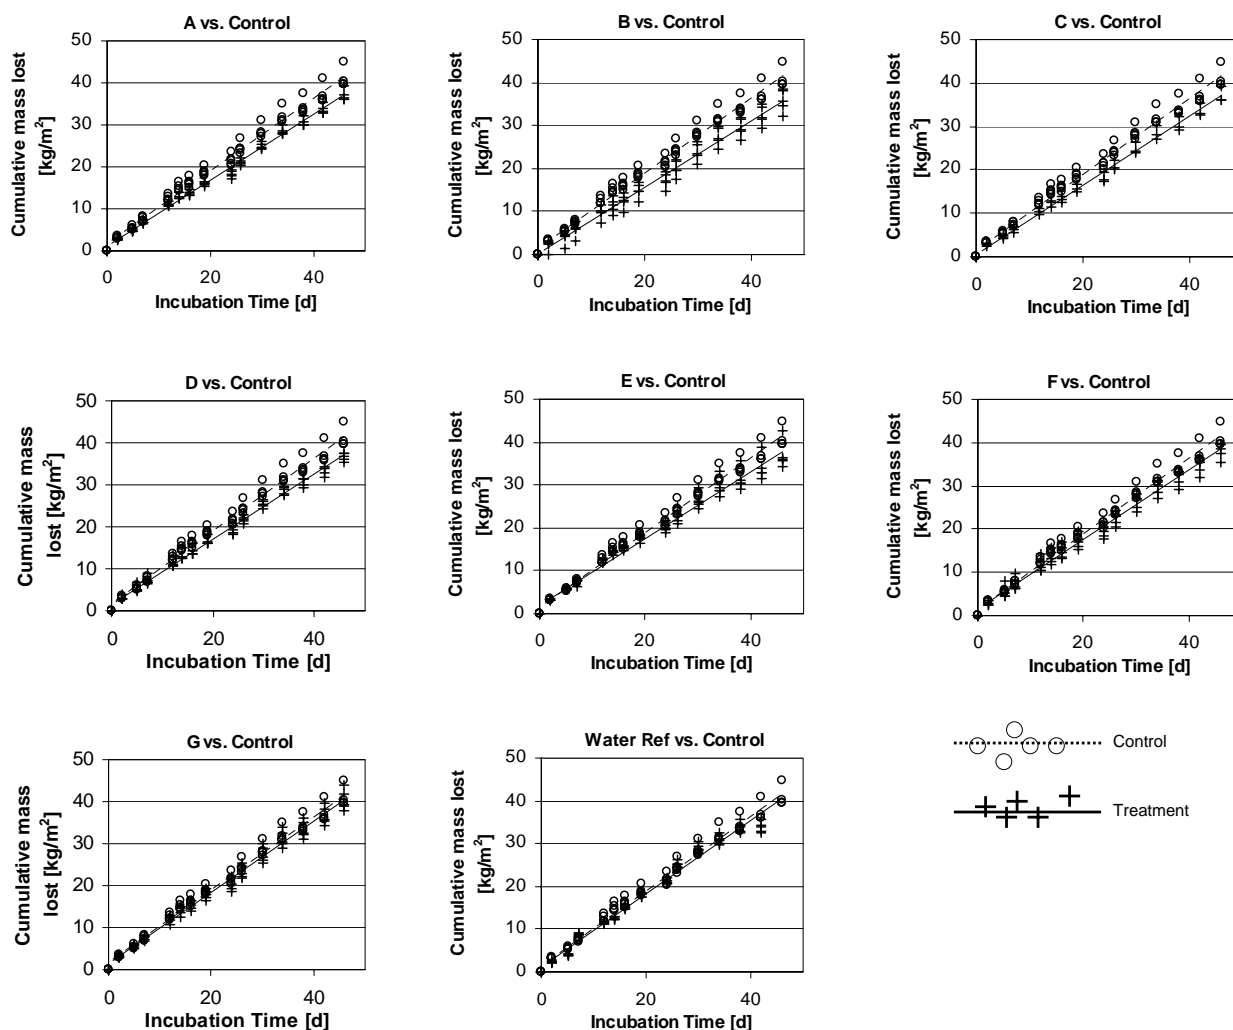 A vs. Control
Cumulative mass lost
[kg/m²]
50
40
30
20
10
0
0 20 40
Incubation Time [d]
B vs. Control
Cumulative mass lost
[kg/m²]
50
40
30
20
10
0
0 20 40
Incubation Time [d]
C vs. Control
Cumulative mass lost
[kg/m²]
50
40
30
20
10
0
0 20 40
Incubation Time [d]
D vs. Control
Cumulative mass
lost [kg/m²]
50
40
30
20
10
0
0 20 40
Incubation Time [d]
E vs. Control
Cumulative mass lost
[kg/m²]
50
40
30
20
10
0
0 20 40
Incubation Time [d]
F vs. Control
Cumulative mass lost
[kg/m²]
50
40
30
20
10
0
0 20 40
Incubation Time [d]
G vs. Control
Cumulative mass
lost [kg/m²]
50
40
30
20
10
0
0 20 40
Incubation Time [d]
Water Ref vs. Control
Cumulative mass lost
[kg/m²]
50
40
30
20
10
0
0 20 40
Incubation Time [d]
Control
Treatment